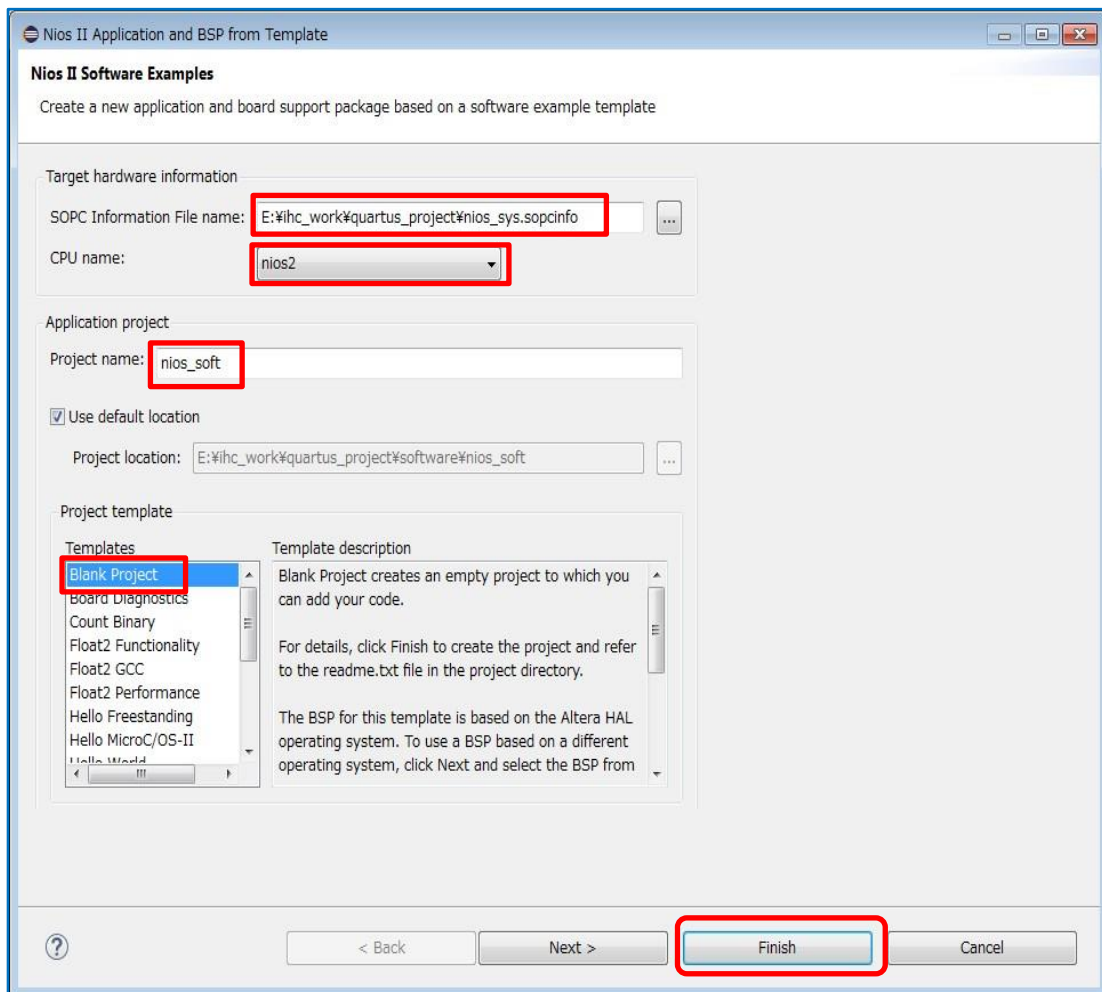 Nios II Application and BSP from Template
Nios II Software Examples
Create a new application and board support package based on a software example template
Target hardware information
SOPC Information File name: E:¥ihc_work¥quartus_project¥nios_sys.sopcinfo ...
CPU name: nios2
Application project
Project name: nios_soft
Use default location
Project location: E:¥ihc_work¥quartus_project¥software¥nios_soft ...
Project template
Templates
Blank Project
Board Diagnostics
Count Binary
Float2 Functionality
Float2 GCC
Float2 Performance
Hello Freestanding
Hello MicroC/OS-II
Hello World
Template description
Blank Project creates an empty project to which you
can add your code.
For details, click Finish to create the project and refer
to the readme.txt file in the project directory.
The BSP for this template is based on the Altera HAL
operating system. To use a BSP based on a different
operating system, click Next and select the BSP from
? < Back Next > Finish Cancel